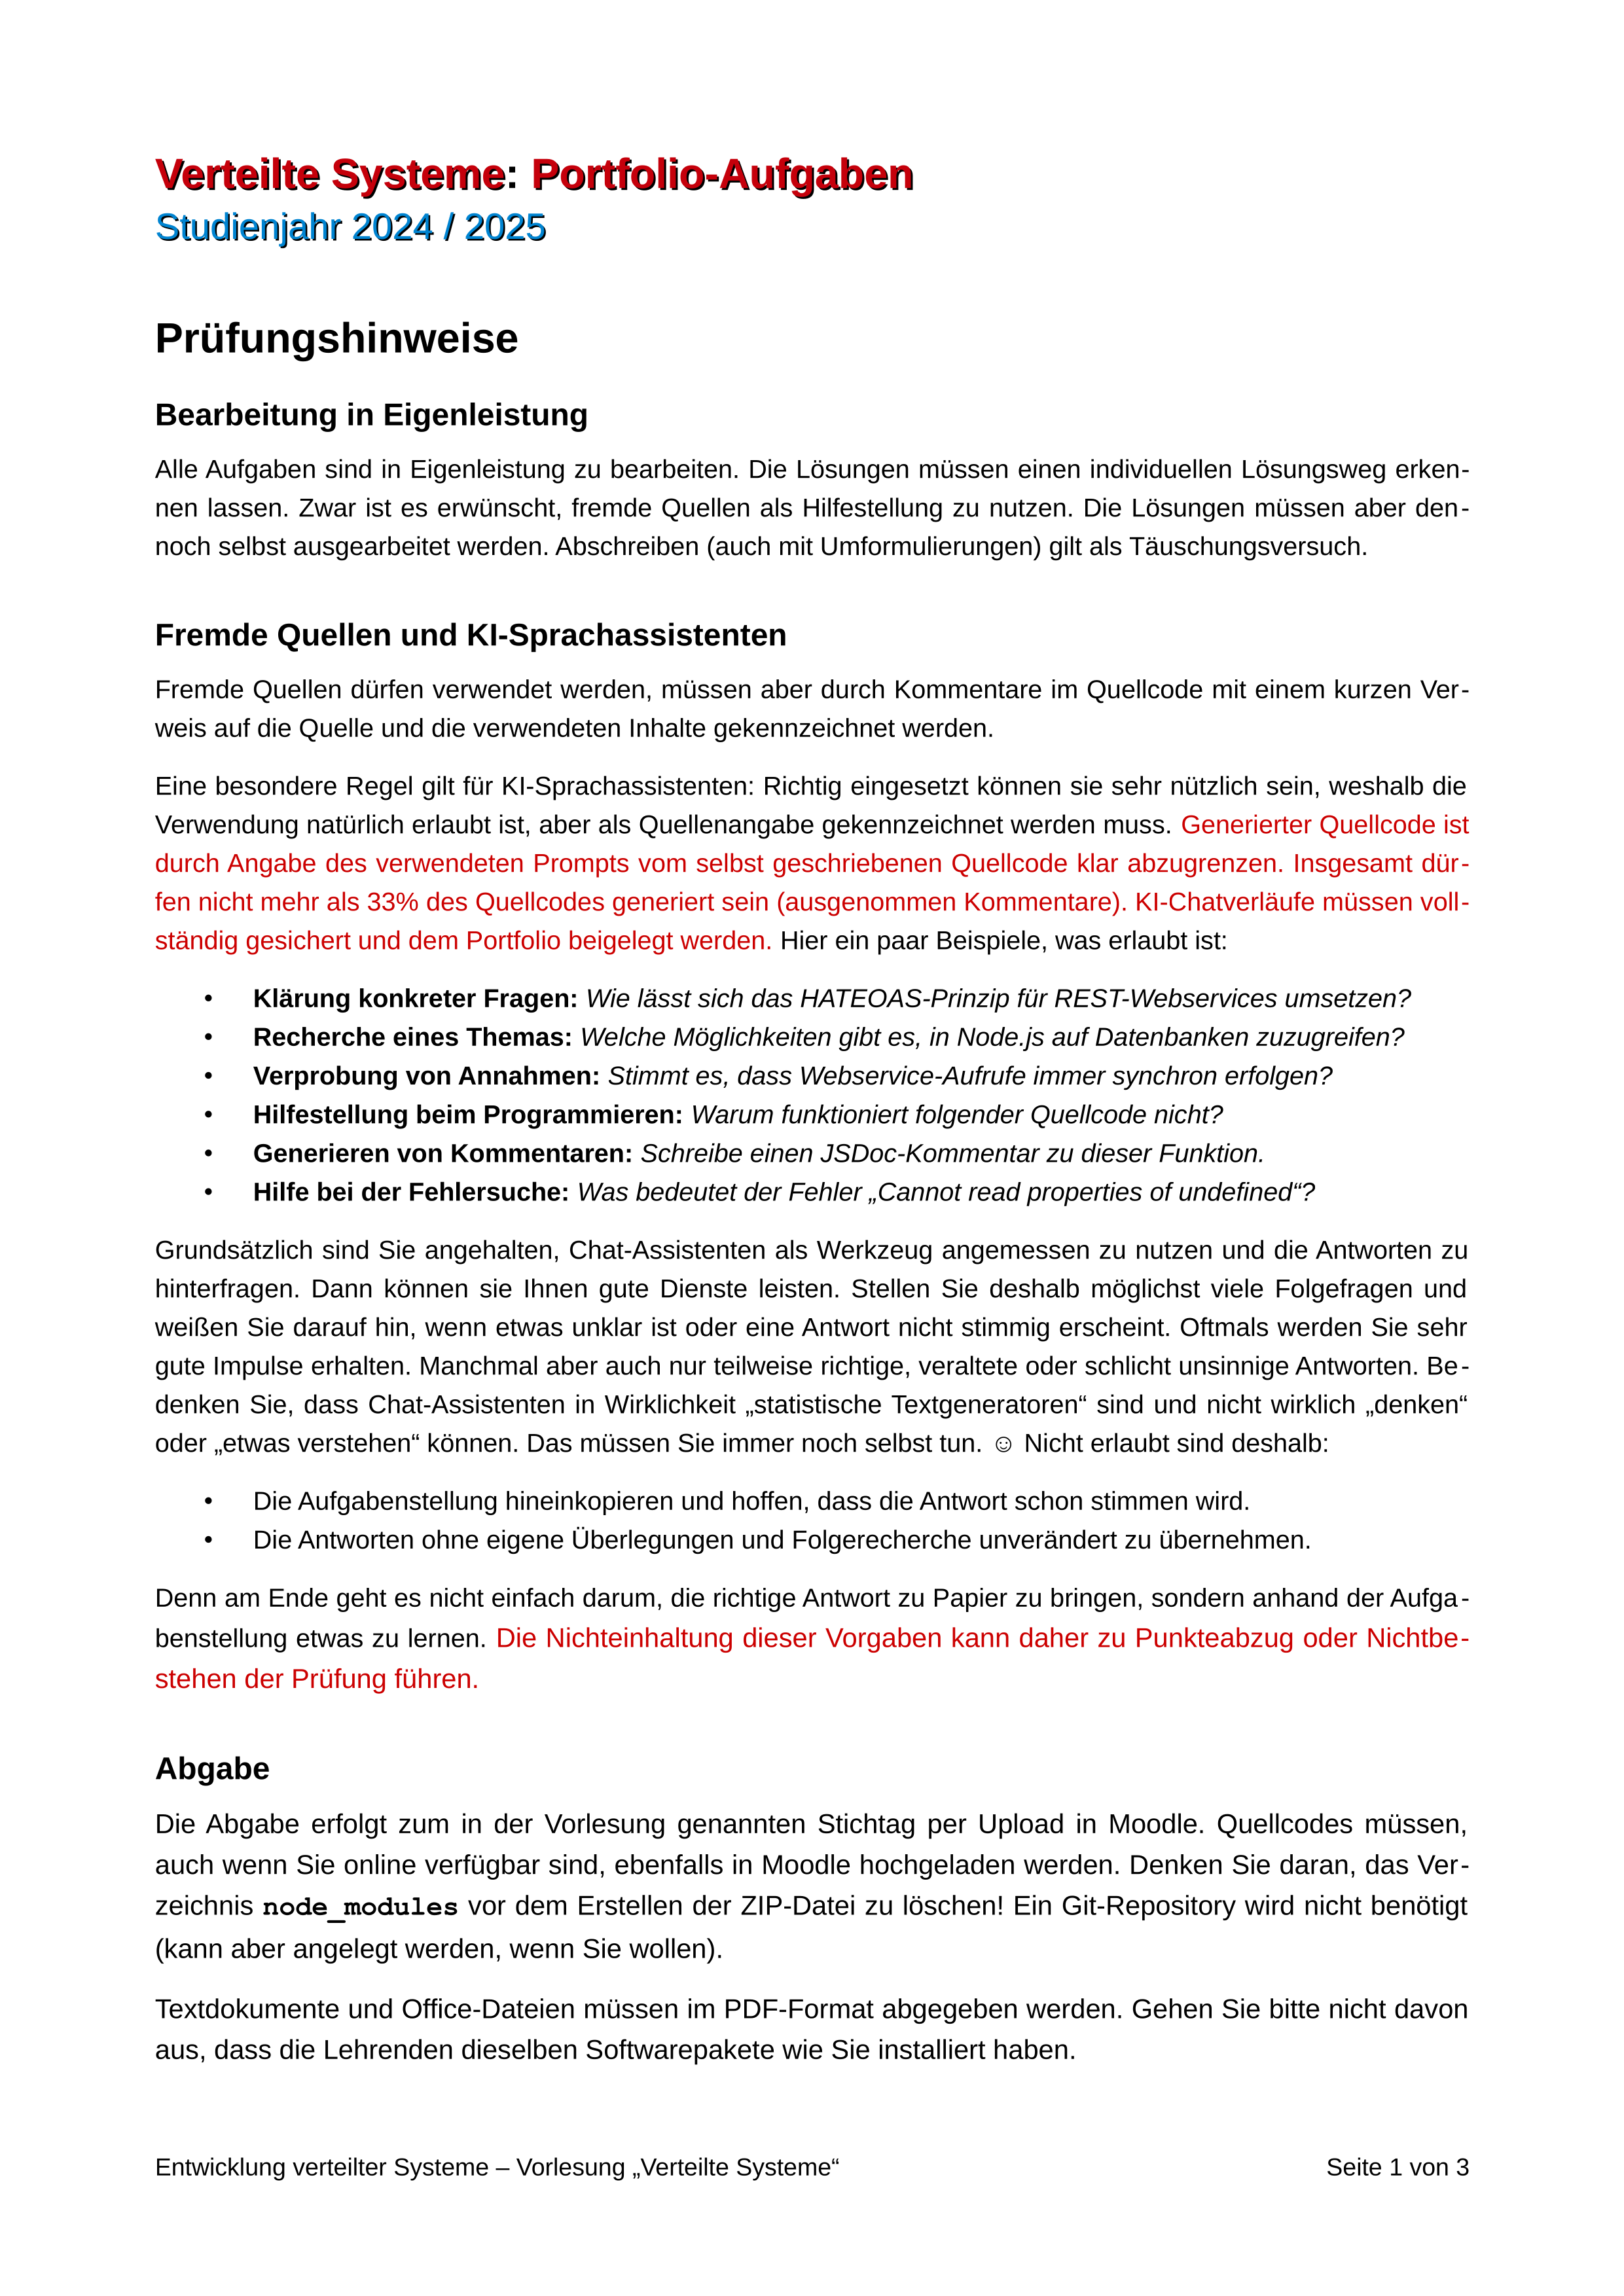 Verteilte Systeme: Portfolio-Aufgaben
Studienjahr 2024 / 2025
Prüfungshinweise
Bearbeitung in Eigenleistung
Alle Aufgaben sind in Eigenleistung zu bearbeiten. Die Lösungen müssen einen individuellen Lösungsweg erken-
nen lassen. Zwar ist es erwünscht, fremde Quellen als Hilfestellung zu nutzen. Die Lösungen müssen aber den-
noch selbst ausgearbeitet werden. Abschreiben (auch mit Umformulierungen) gilt als Täuschungsversuch.
Fremde Quellen und KI-Sprachassistenten
Fremde Quellen dürfen verwendet werden, müssen aber durch Kommentare im Quellcode mit einem kurzen Ver-
weis auf die Quelle und die verwendeten Inhalte gekennzeichnet werden.
Eine besondere Regel gilt für KI-Sprachassistenten: Richtig eingesetzt können sie sehr nützlich sein, weshalb die
Verwendung natürlich erlaubt ist, aber als Quellenangabe gekennzeichnet werden muss. Generierter Quellcode ist
durch Angabe des verwendeten Prompts vom selbst geschriebenen Quellcode klar abzugrenzen. Insgesamt dür-
fen nicht mehr als 33% des Quellcodes generiert sein (ausgenommen Kommentare). KI-Chatverläufe müssen voll-
ständig gesichert und dem Portfolio beigelegt werden. Hier ein paar Beispiele, was erlaubt ist:
• Klärung konkreter Fragen: Wie lässt sich das HATEOAS-Prinzip für REST-Webservices umsetzen?
• Recherche eines Themas: Welche Möglichkeiten gibt es, in Node.js auf Datenbanken zuzugreifen?
• Verprobung von Annahmen: Stimmt es, dass Webservice-Aufrufe immer synchron erfolgen?
• Hilfestellung beim Programmieren: Warum funktioniert folgender Quellcode nicht?
• Generieren von Kommentaren: Schreibe einen JSDoc-Kommentar zu dieser Funktion.
• Hilfe bei der Fehlersuche: Was bedeutet der Fehler „Cannot read properties of undefined“?
Grundsätzlich sind Sie angehalten, Chat-Assistenten als Werkzeug angemessen zu nutzen und die Antworten zu
hinterfragen. Dann können sie Ihnen gute Dienste leisten. Stellen Sie deshalb möglichst viele Folgefragen und
weißen Sie darauf hin, wenn etwas unklar ist oder eine Antwort nicht stimmig erscheint. Oftmals werden Sie sehr
gute Impulse erhalten. Manchmal aber auch nur teilweise richtige, veraltete oder schlicht unsinnige Antworten. Be-
denken Sie, dass Chat-Assistenten in Wirklichkeit „statistische Textgeneratoren“ sind und nicht wirklich „denken“
oder „etwas verstehen“ können. Das müssen Sie immer noch selbst tun. ☺ Nicht erlaubt sind deshalb:
• Die Aufgabenstellung hineinkopieren und hoffen, dass die Antwort schon stimmen wird.
• Die Antworten ohne eigene Überlegungen und Folgerecherche unverändert zu übernehmen.
Denn am Ende geht es nicht einfach darum, die richtige Antwort zu Papier zu bringen, sondern anhand der Aufga-
benstellung etwas zu lernen. Die Nichteinhaltung dieser Vorgaben kann daher zu Punkteabzug oder Nichtbe-
stehen der Prüfung führen.
Abgabe
Die Abgabe erfolgt zum in der Vorlesung genannten Stichtag per Upload in Moodle. Quellcodes müssen,
auch wenn Sie online verfügbar sind, ebenfalls in Moodle hochgeladen werden. Denken Sie daran, das Ver-
zeichnis node_modules vor dem Erstellen der ZIP-Datei zu löschen! Ein Git-Repository wird nicht benötigt
(kann aber angelegt werden, wenn Sie wollen).
Textdokumente und Office-Dateien müssen im PDF-Format abgegeben werden. Gehen Sie bitte nicht davon
aus, dass die Lehrenden dieselben Softwarepakete wie Sie installiert haben.
Entwicklung verteilter Systeme – Vorlesung „Verteilte Systeme“ Seite 1 von 3